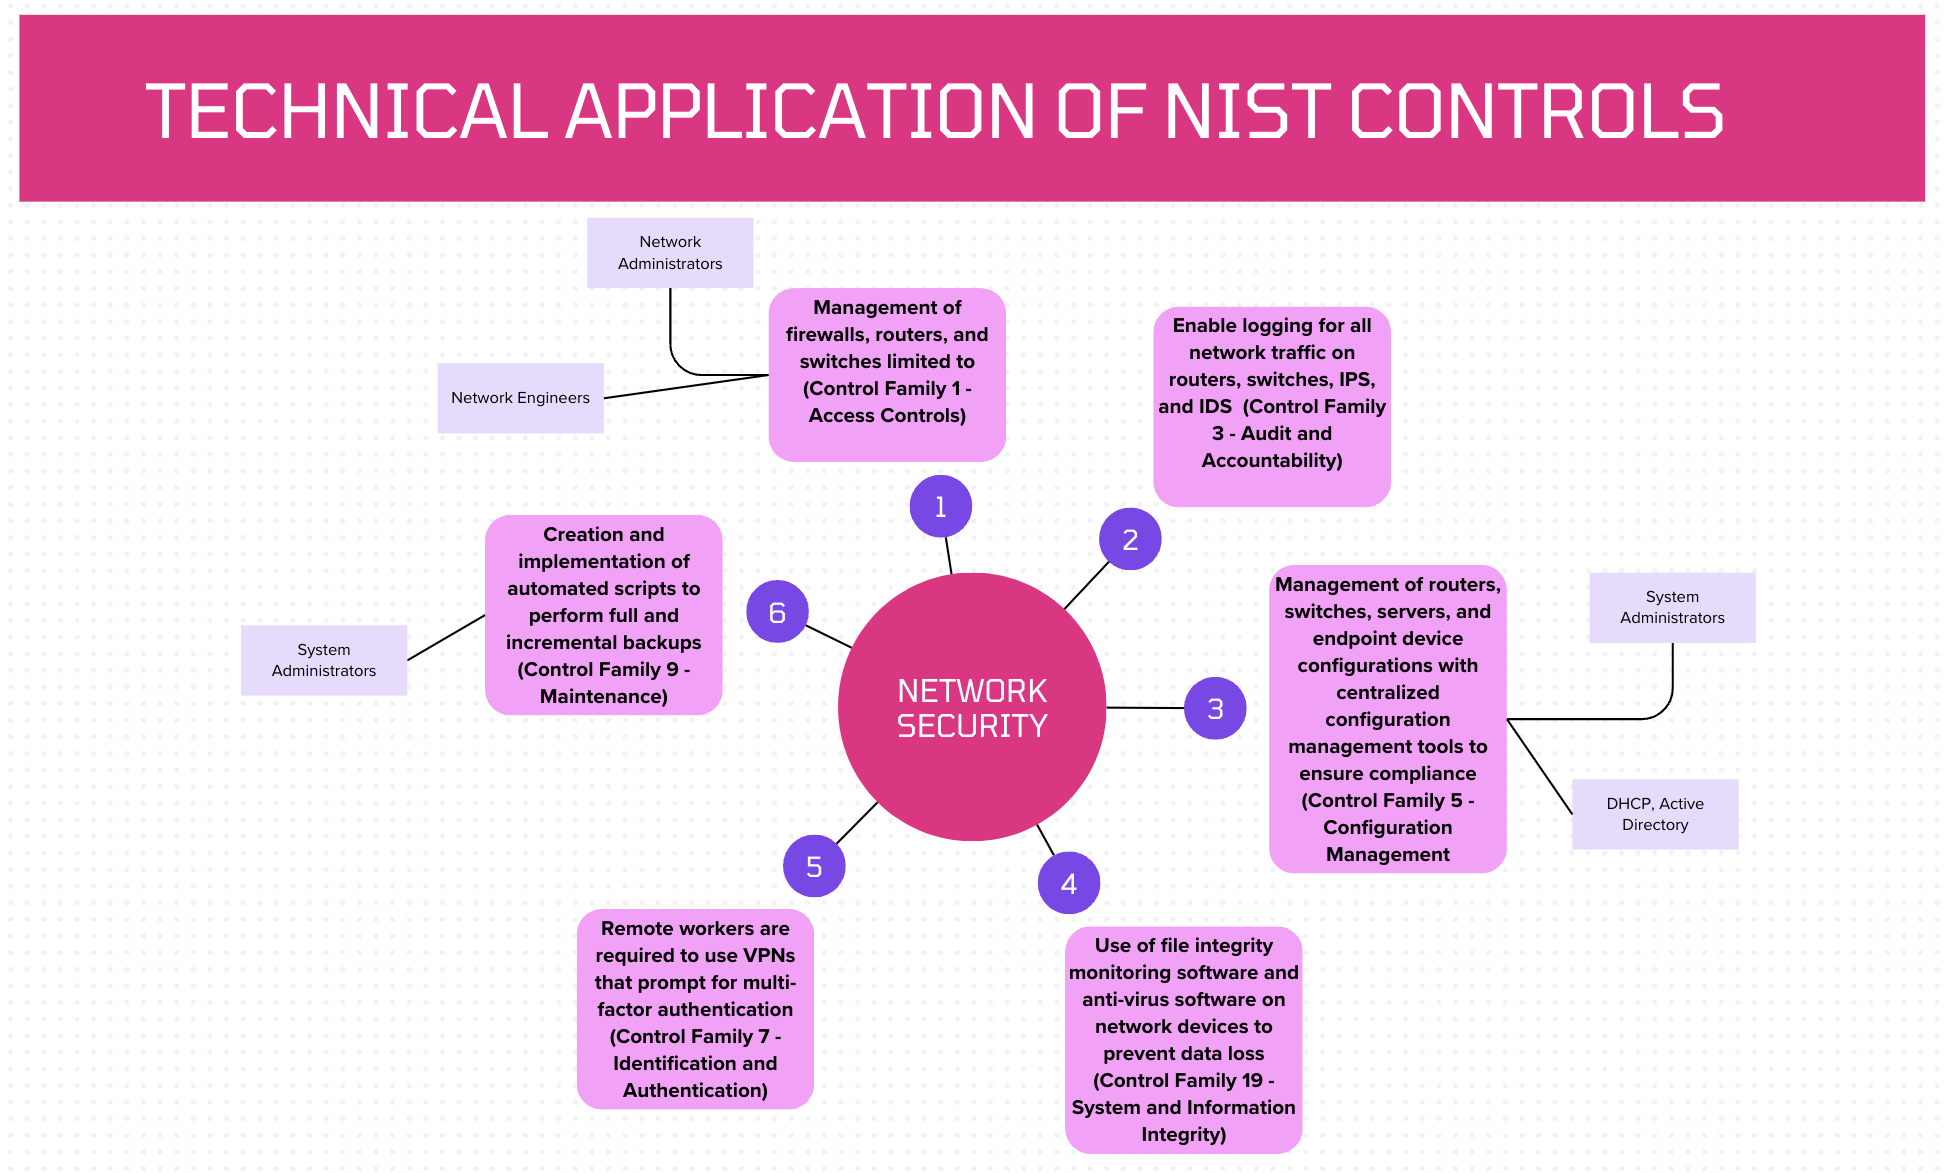 TECHNICAL APPLICATION OF NIST CONTROLS
Network
Administrators
Network Engineers
Management of
firewalls, routers, and
switches limited to
(Control Family 1 -
Access Controls)
1
Enable logging for all
network traffic on
routers, switches, IPS,
and IDS  (Control Family
3 - Audit and
Accountability)
2
Management of routers,
switches, servers, and
endpoint device
configurations with
centralized
configuration
management tools to
ensure compliance
(Control Family 5 -
Configuration
Management
3
System
Administrators
DHCP, Active
Directory
Creation and
implementation of
automated scripts to
perform full and
incremental backups
(Control Family 9 -
Maintenance)
6
System
Administrators
NETWORK
SECURITY
5
Remote workers are
required to use VPNs
that prompt for multi-
factor authentication
(Control Family 7 -
Identification and
Authentication)
4
Use of file integrity
monitoring software and
anti-virus software on
network devices to
prevent data loss
(Control Family 19 -
System and Information
Integrity)